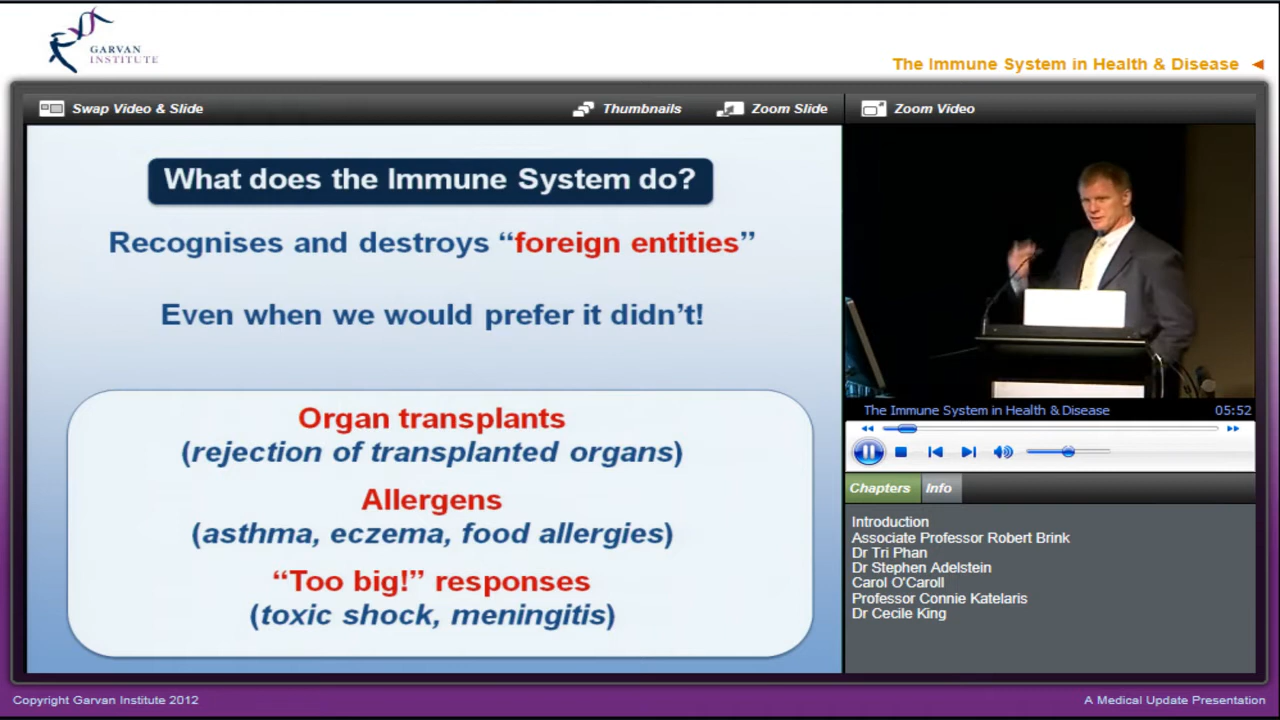 GARVAN
INSTITUTE
The Immune System in Health & Disease
Swap Video & Slide
Thumbnails
Zoom Slide
Zoom Video
What does the Immune System do?
Recognises and destroys “foreign entities”
Even when we would prefer it didn’t!
Organ transplants
(rejection of transplanted organs)
Allergens
(asthma, eczema, food allergies)
“Too big!” responses
(toxic shock, meningitis)
The Immune System in Health & Disease
05:52
Chapters
Info
Introduction
Associate Professor Robert Brink
Dr Tri Phan
Dr Stephen Adelstein
Carol O'Caroll
Professor Connie Katelaris
Dr Cecile King
Copyright Garvan Institute 2012
A Medical Update Presentation